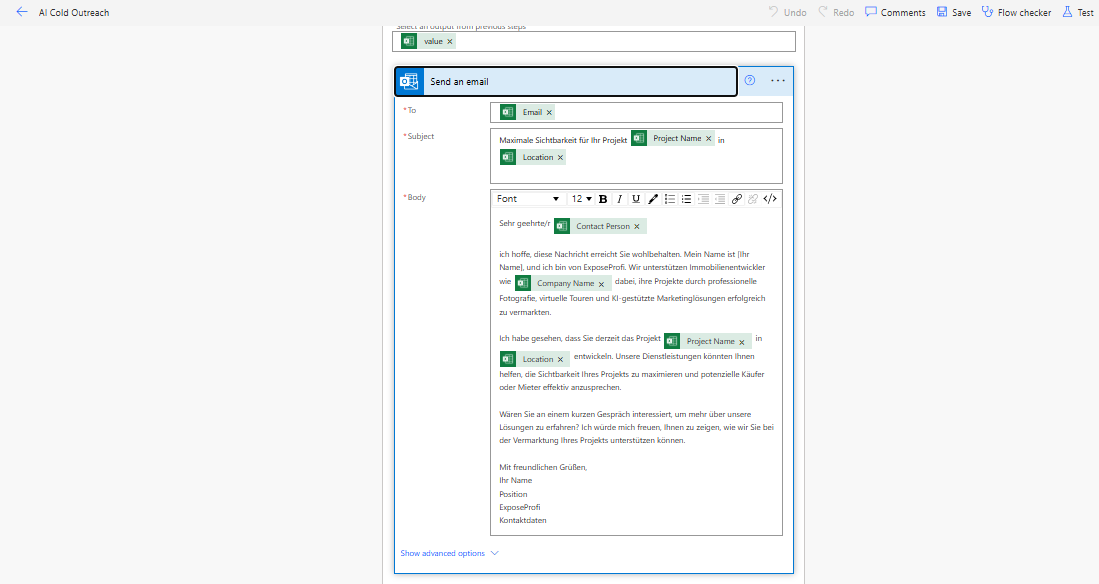 AI Cold Outreach
Undo
Redo
Comments
Save
Flow checker
Test
Select an output from previous steps
value ×
Send an email
* To
Email ×
* Subject
Maximale Sichtbarkeit für Ihr Projekt Project Name × in
Location ×
* Body
Font 12 B I U </>
Sehr geehrte/r Contact Person ×
ich hoffe, diese Nachricht erreicht Sie wohlbehalten. Mein Name ist [Ihr
Name], und ich bin von ExposeProfi. Wir unterstützen Immobilienentwickler
wie Company Name × dabei, ihre Projekte durch professionelle
Fotografie, virtuelle Touren und KI-gestützte Marketinglösungen erfolgreich
zu vermarkten.
Ich habe gesehen, dass Sie derzeit das Projekt Project Name × in
Location × entwickeln. Unsere Dienstleistungen könnten Ihnen
helfen, die Sichtbarkeit Ihres Projekts zu maximieren und potenzielle Käufer
oder Mieter effektiv anzusprechen.
Wären Sie an einem kurzen Gespräch interessiert, um mehr über unsere
Lösungen zu erfahren? Ich würde mich freuen, Ihnen zu zeigen, wie wir Sie bei
der Vermarktung Ihres Projekts unterstützen können.
Mit freundlichen Grüßen,
Ihr Name
Position
ExposeProfi
Kontaktdaten
Show advanced options